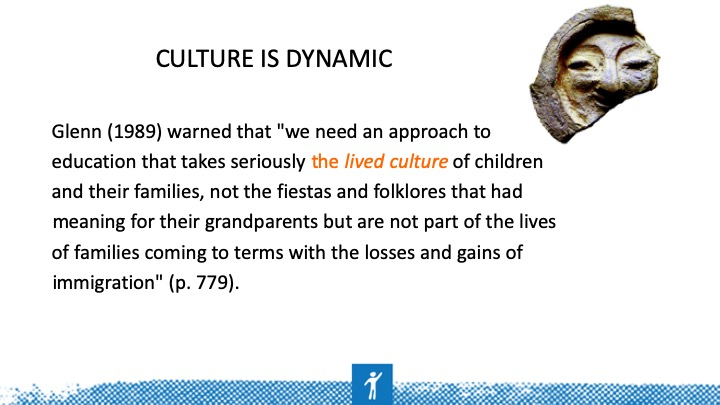 CULTURE IS DYNAMIC
Glenn (1989) warned that "we need an approach to
education that takes seriously the lived culture of children
and their families, not the fiestas and folklores that had
meaning for their grandparents but are not part of the lives
of families coming to terms with the losses and gains of
immigration" (p. 779).